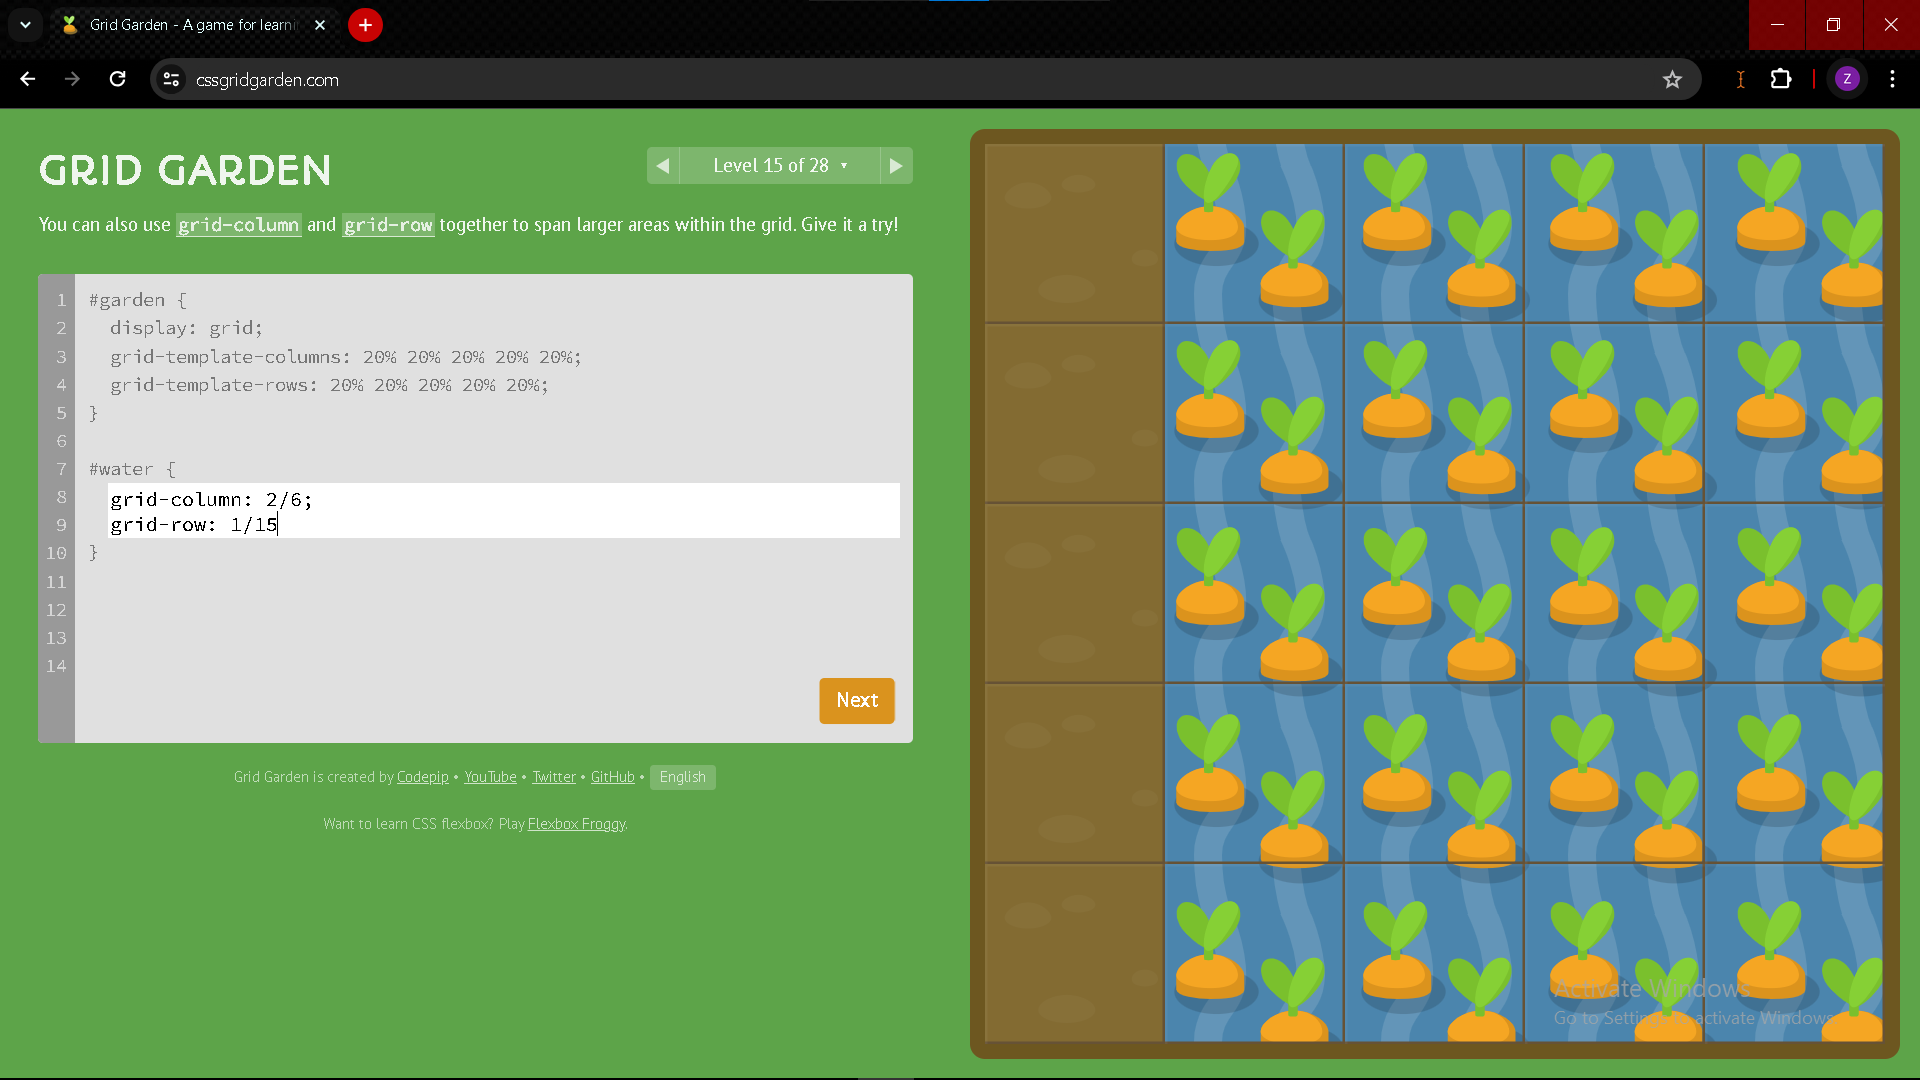 Grid Garden - A game for learni
cssgridgarden.com
Z
GRID GARDEN
Level 15 of 28
You can also use grid-column and grid-row together to span larger areas within the grid. Give it a try!
1 #garden {
2 display: grid;
3 grid-template-columns: 20% 20% 20% 20% 20%;
4 grid-template-rows: 20% 20% 20% 20% 20%;
5 }
6
7 #water {
8 grid-column: 2/6;
9 grid-row: 1/15
10 }
11
12
13
14
Next
Grid Garden is created by Codepip • YouTube • Twitter • GitHub • English
Want to learn CSS flexbox? Play Flexbox Froggy.
Activate Windows
Go to Settings to activate Windows.